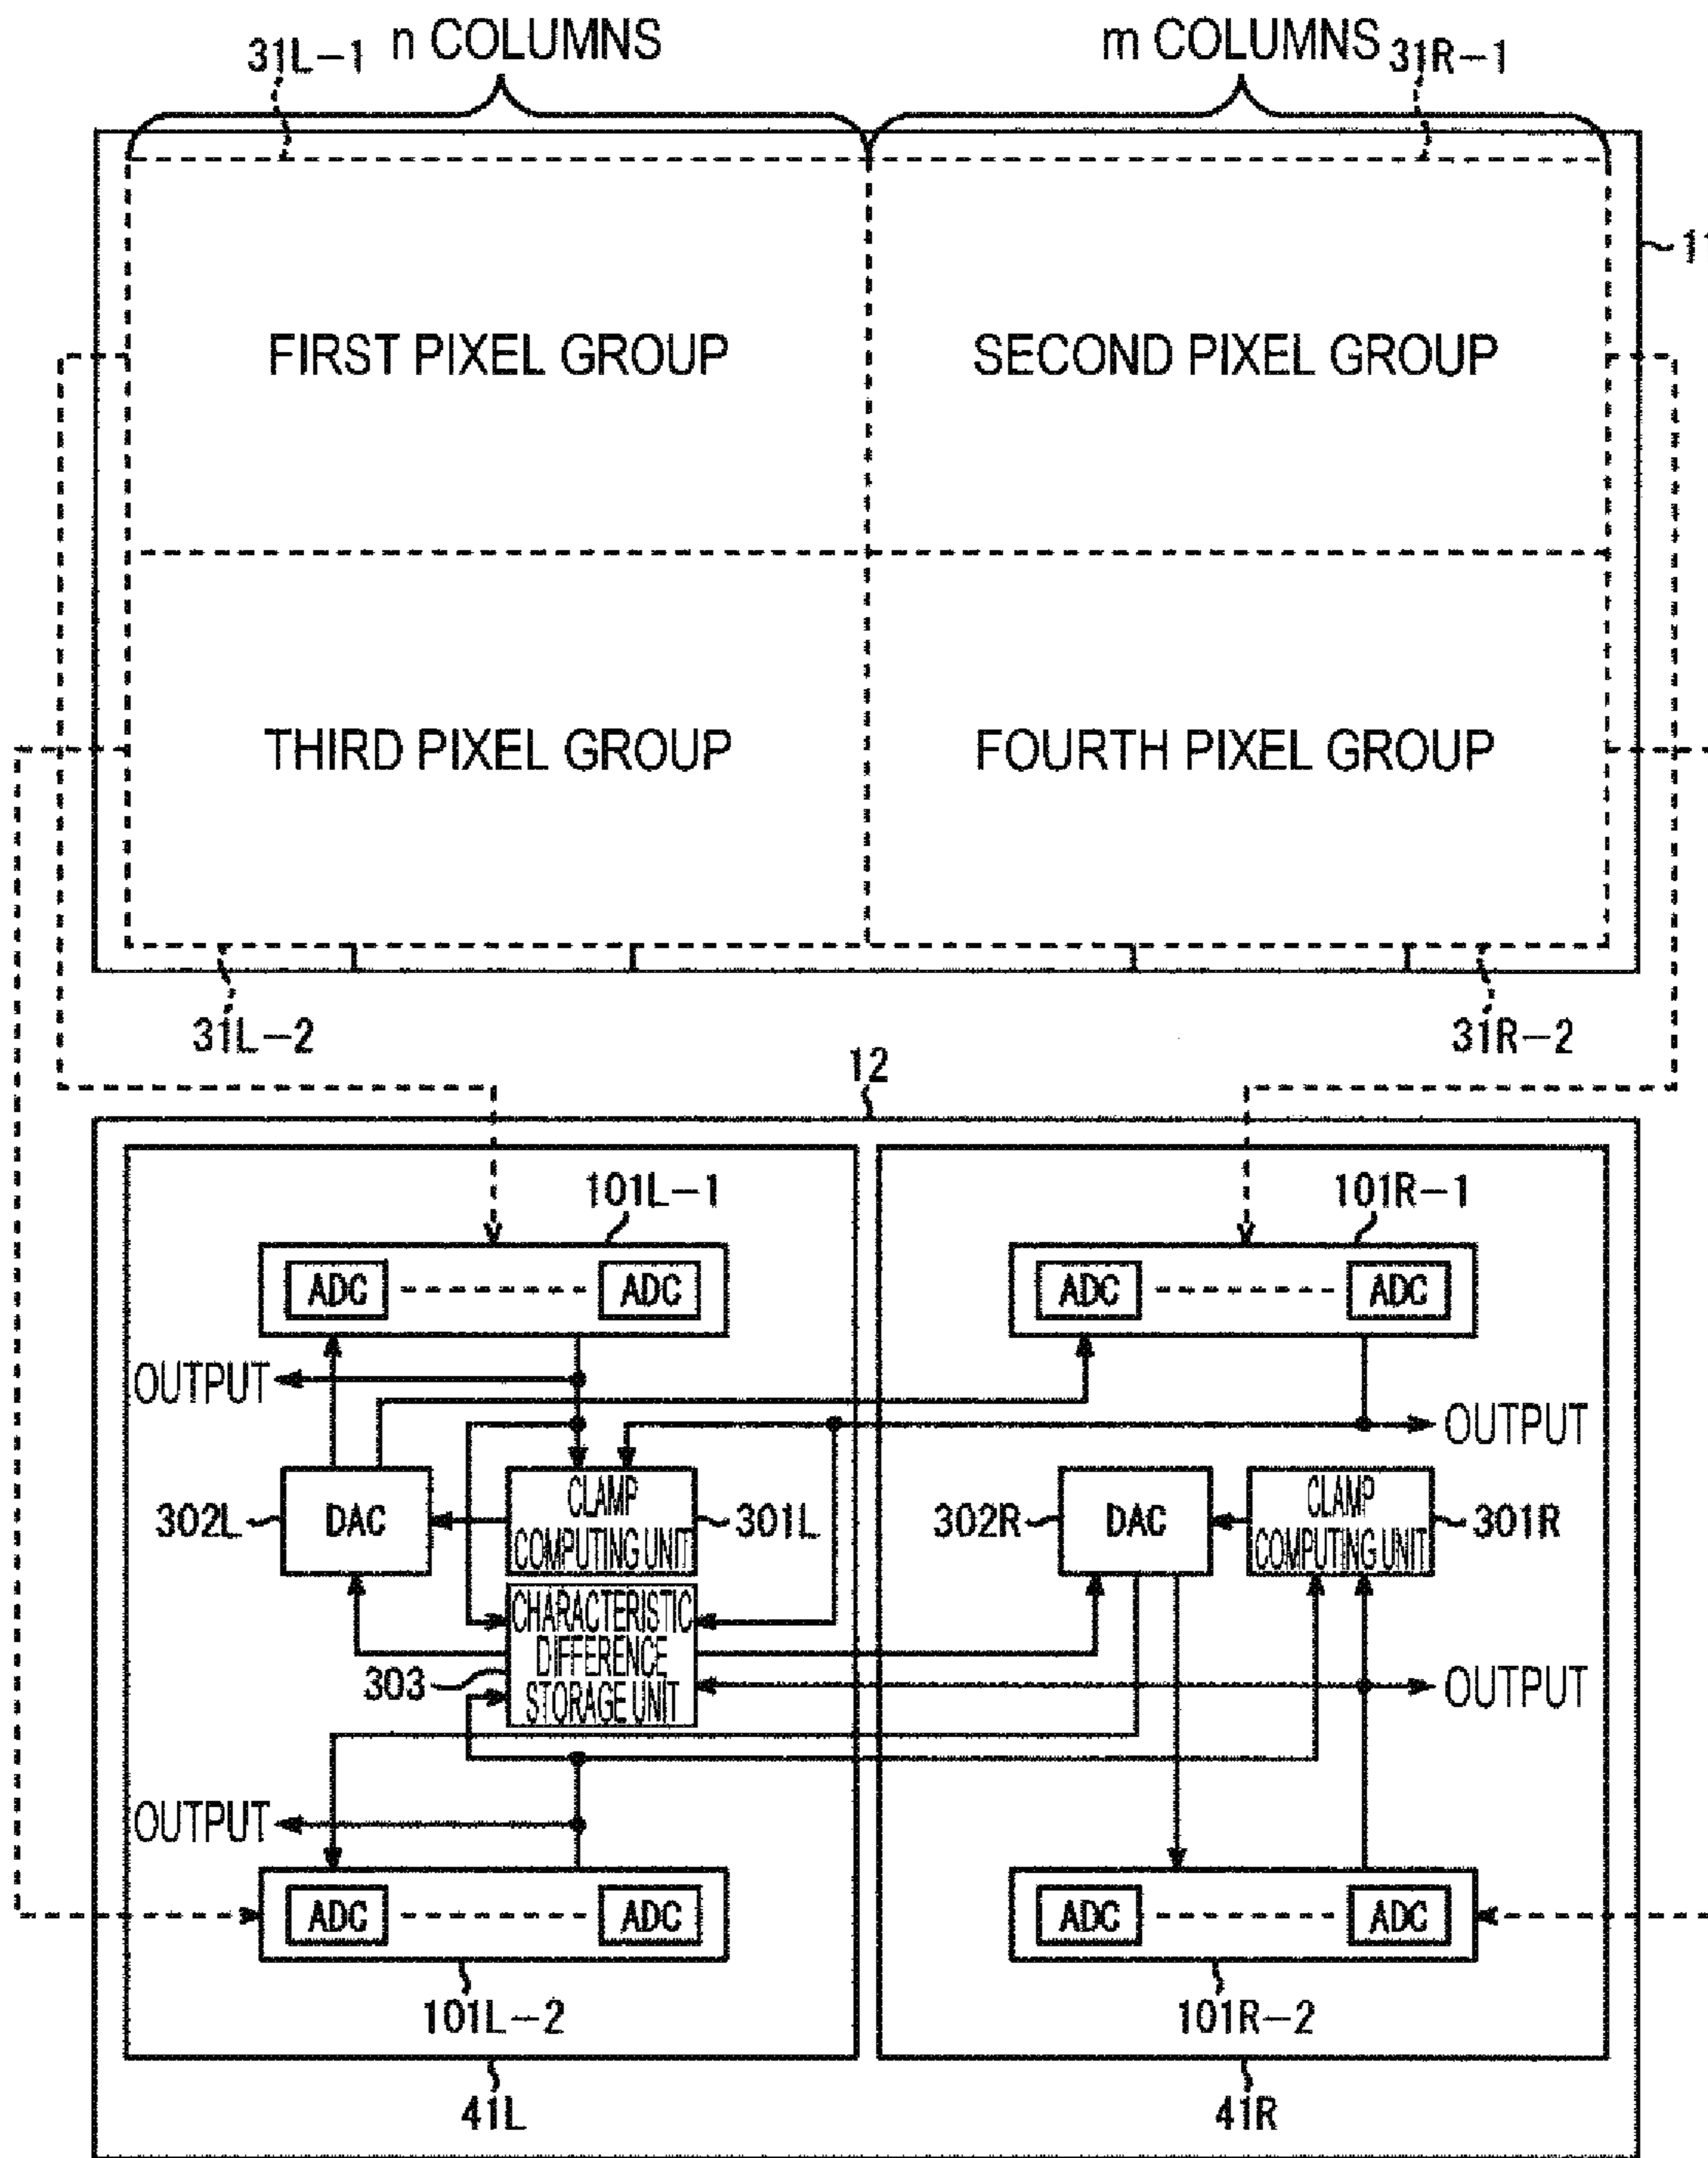 n COLUMNS
m COLUMNS
31L-1
31R-1
11
FIRST PIXEL GROUP
SECOND PIXEL GROUP
THIRD PIXEL GROUP
FOURTH PIXEL GROUP
31L-2
31R-2
12
101L-1
101R-1
ADC
ADC
ADC
ADC
OUTPUT
OUTPUT
302L
DAC
CLAMP
COMPUTING UNIT
301L
302R
DAC
CLAMP
COMPUTING UNIT
301R
CHARACTERISTIC
DIFFERENCE
STORAGE UNIT
303
OUTPUT
OUTPUT
ADC
ADC
ADC
ADC
101L-2
101R-2
41L
41R